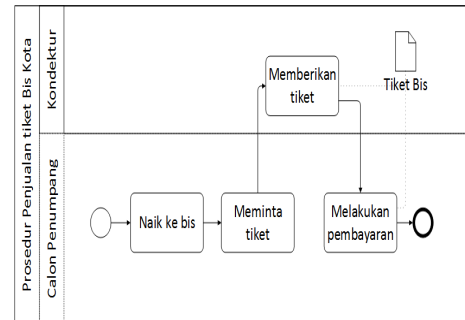 Prosedur Penjualan tiket Bis Kota
Kondektur
Memberikan
tiket
Tiket Bis
Calon Penumpang
Naik ke bis
Meminta
tiket
Melakukan
pembayaran